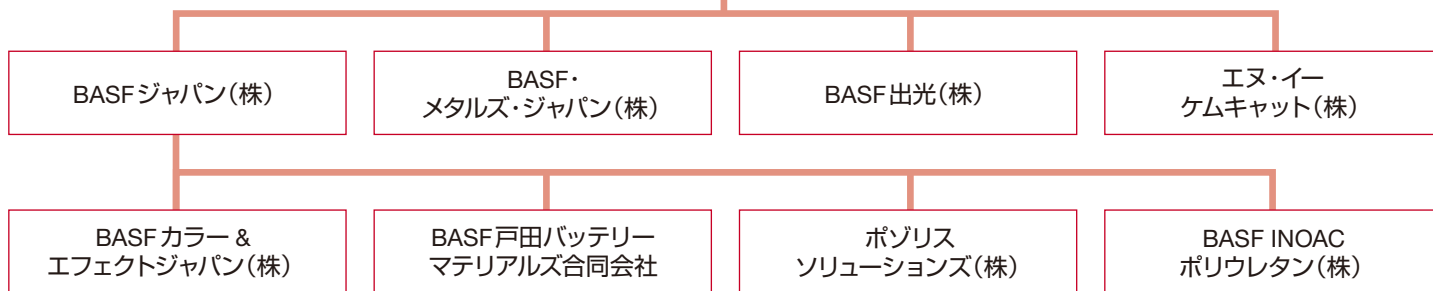 BASFジャパン（株）
BASF・
メタルズ・ジャパン（株）
BASF出光（株）
エヌ・イー
ケムキャット（株）
BASFカラー &
エフェクトジャパン（株）
BASF戸田バッテリー
マテリアルズ合同会社
ポゾリス
ソリューションズ（株）
BASF INOAC
ポリウレタン（株）